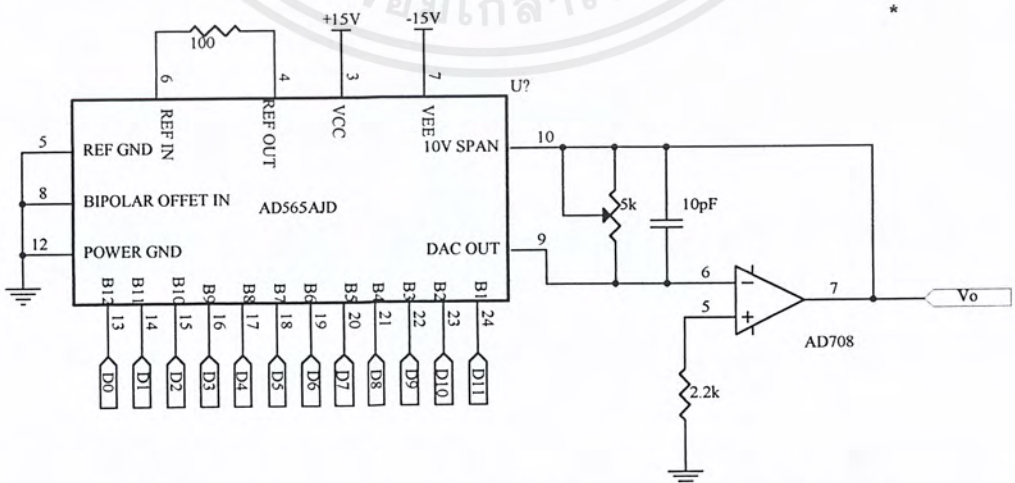 *
+15V
-15V
100
6
4
3
7
U?
REF IN
REF OUT
VCC
VEE
10V SPAN
10
5
REF GND
8
BIPOLAR OFFET IN
AD565AJD
5k
10pF
12
POWER GND
DAC OUT
9
6
7
5
Vo
AD708
2.2k
B12
B11
B10
B9
B8
B7
B6
B5
B4
B3
B2
B1
13
14
15
16
17
18
19
20
21
22
23
24
D0
D1
D2
D3
D4
D5
D6
D7
D8
D9
D10
D11